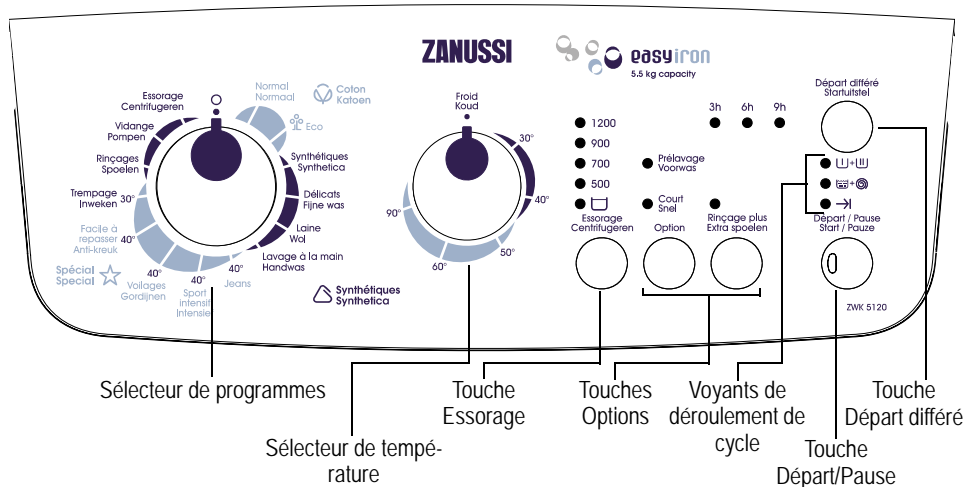 ZANUSSI
easyiron
5.5 kg capacity
Essorage
Centrifugeren
Vidange
Pompen
Rinçages
Spoelen
Trempage
Inweken
30°
Facile à
repasser
Anti-kreuk
40°
Spécial
Special
40°
Voilages
Gordijnen
40°
Sport
intensif
Intensie
40°
Jeans
Normal
Normaal
Coton
Katoen
Eco
Synthétiques
Synthetica
Délicats
Fijne was
Laine
Wol
Lavage à la main
Handwas
Synthétiques
Synthetica
Froid
Koud
30°
40°
50°
60°
90°
1200
900
700
500
Essorage
Centrifugeren
Prélavage
Voorwas
Court
Snel
Option
3h 6h 9h
Rinçage plus
Extra spoelen
Départ différé
Startuitstel
Départ / Pause
Start / Pauze
ZWK 5120
Sélecteur de programmes
Sélecteur de tempé-
rature
Touche
Essorage
Touches
Options
Voyants de
déroulement de
cycle
Touche
Départ/Pause
Touche
Départ différé